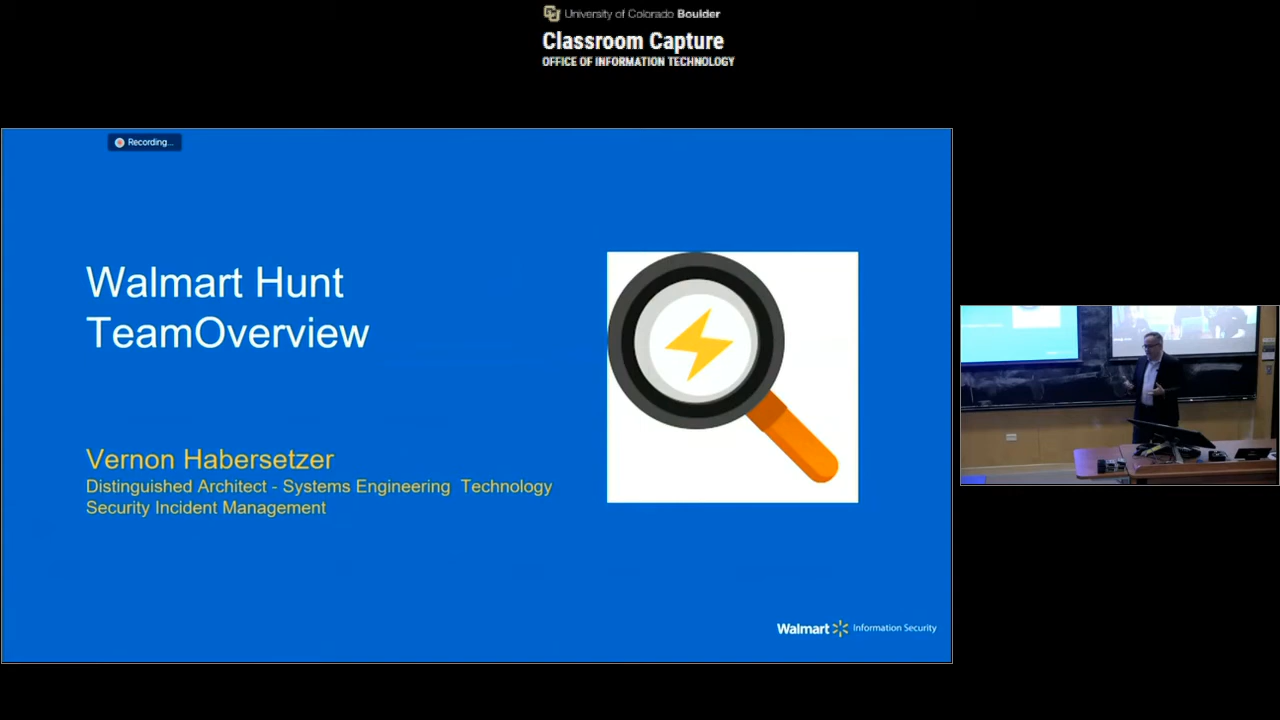 University of Colorado Boulder
Classroom Capture
OFFICE OF INFORMATION TECHNOLOGY
Recording...
Walmart Hunt
TeamOverview
Vernon Habersetzer
Distinguished Architect - Systems Engineering Technology
Security Incident Management
Walmart Information Security